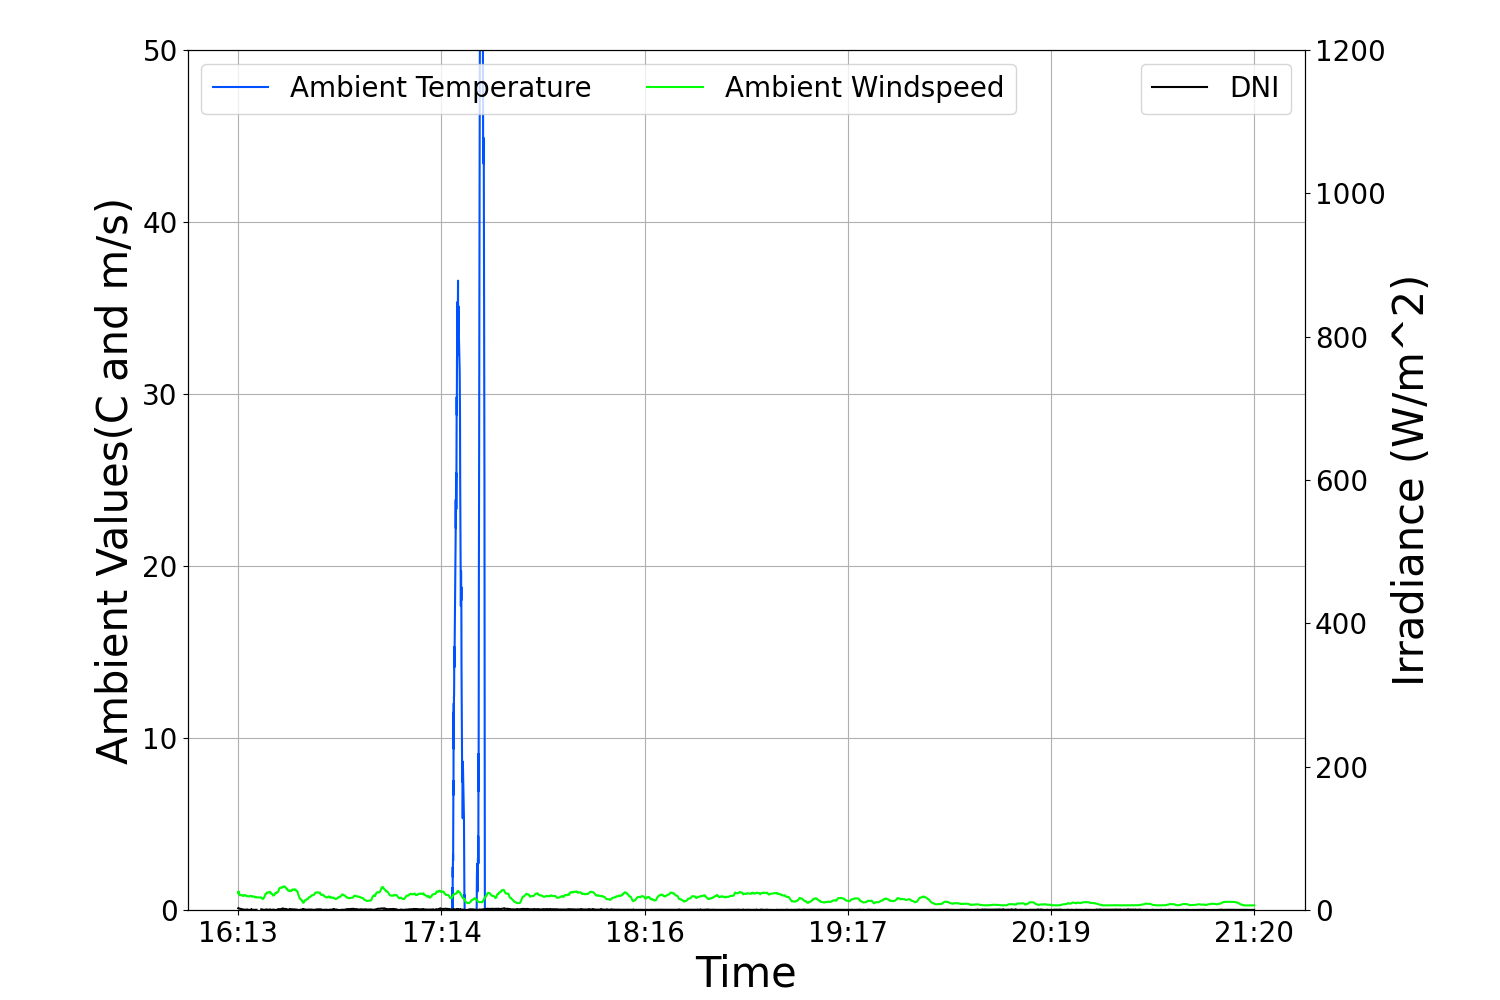 Ambient Temperature Ambient Windspeed DNI
Ambient Values(C and m/s)
50
40
30
20
10
0
1200
1000
800
600
400
200
0
Irradiance (W/m^2)
16:13 17:14 18:16 19:17 20:19 21:20
Time